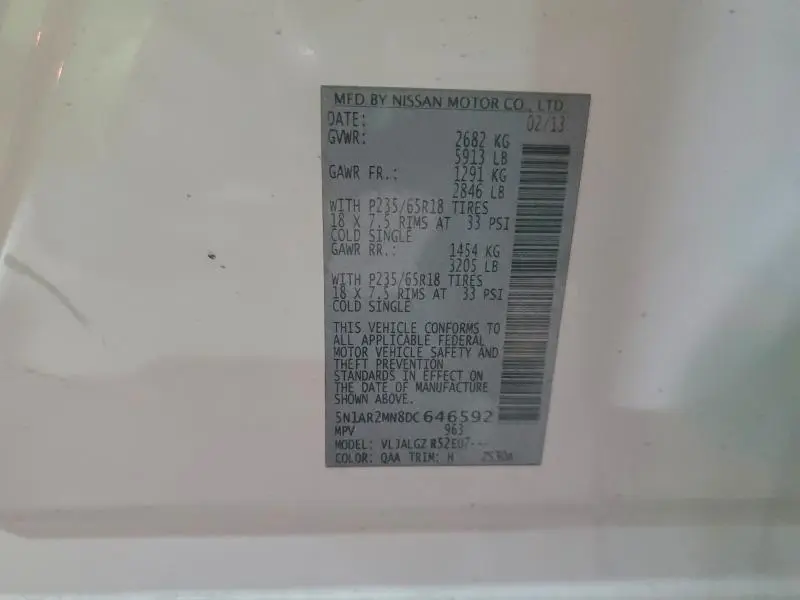 MFD BY NISSAN MOTOR CO., LTD
DATE: 02/13
GVWR: 2682 KG
5913 LB
GAWR FR.: 1291 KG
2846 LB
WITH P235/65R18 TIRES
18 X 7.5 RIMS AT 33 PSI
COLD SINGLE
GAWR RR.: 1454 KG
3205 LB
WITH P235/65R18 TIRES
18 X 7.5 RIMS AT 33 PSI
COLD SINGLE
THIS VEHICLE CONFORMS TO
ALL APPLICABLE FEDERAL
MOTOR VEHICLE SAFETY AND
THEFT PREVENTION
STANDARDS IN EFFECT ON
THE DATE OF MANUFACTURE
SHOWN ABOVE.
5N1AR2MN8DC646592
MPV 963
MODEL:
COLOR: QAA TRIM: H